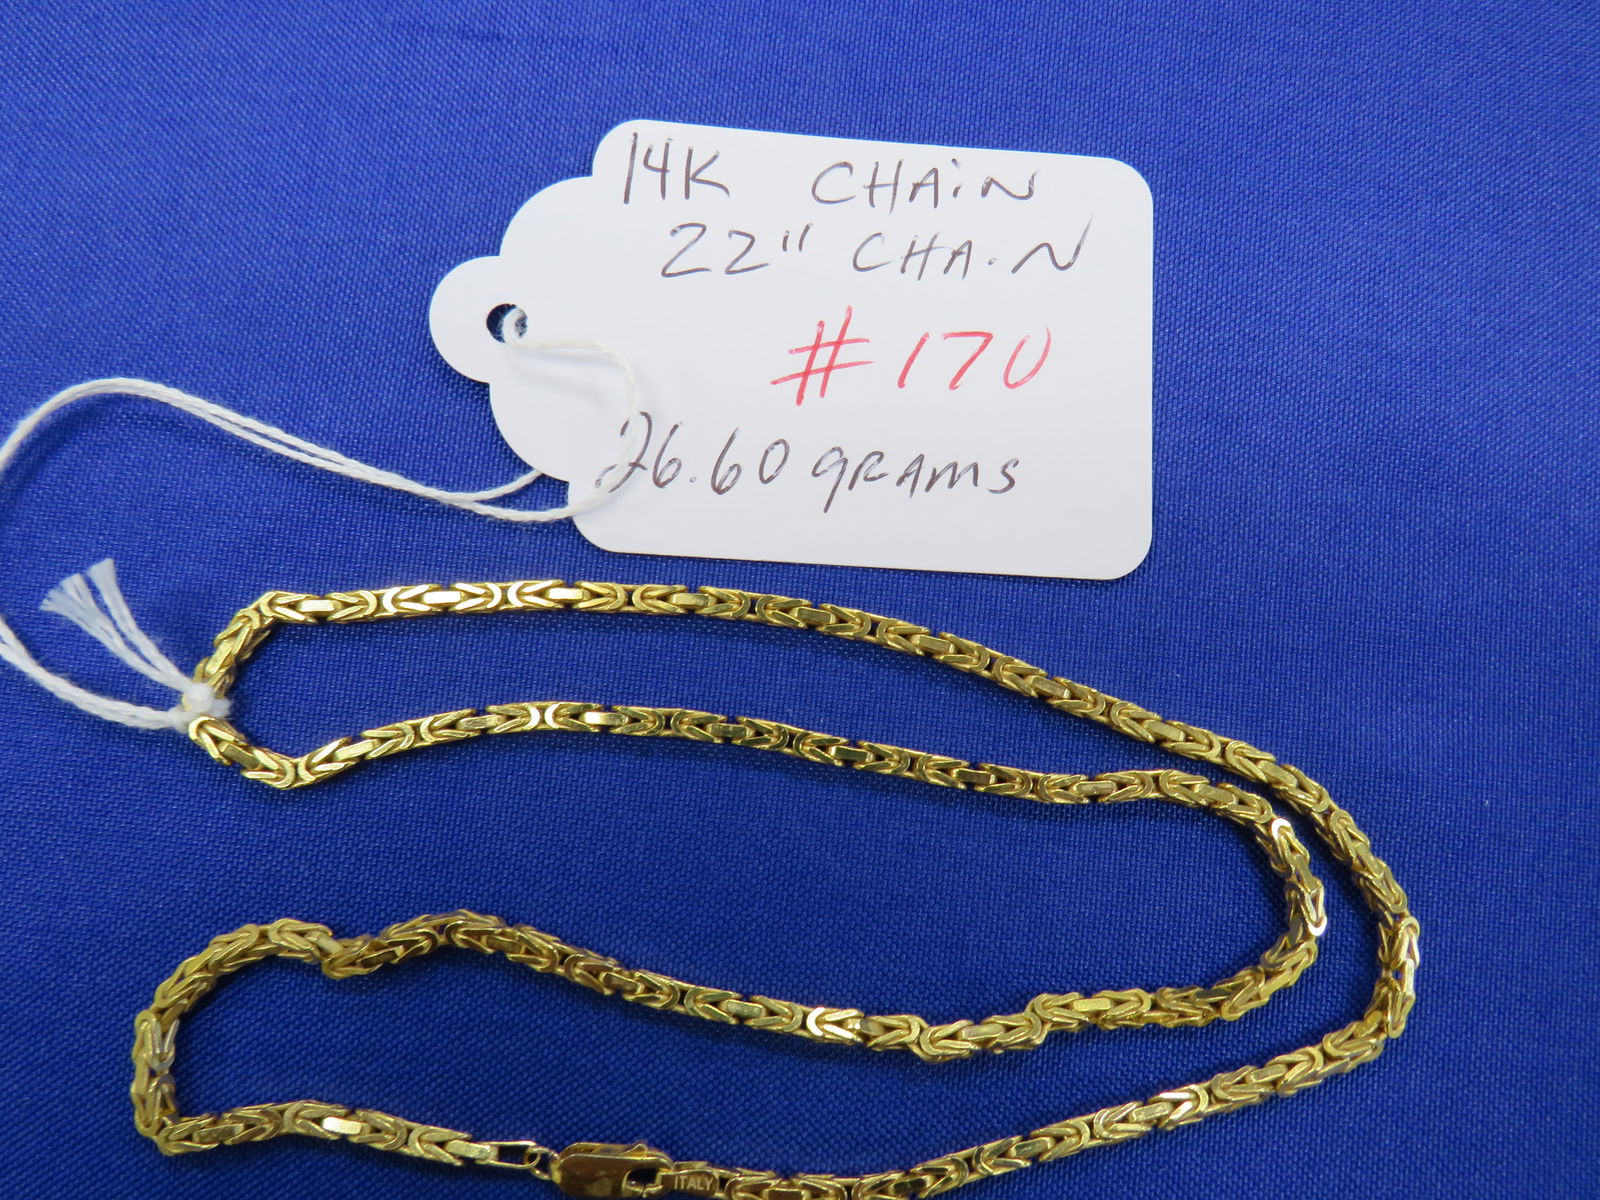 14K CHAiN
22" CHAiN
#170
26.60 grams
ITALY